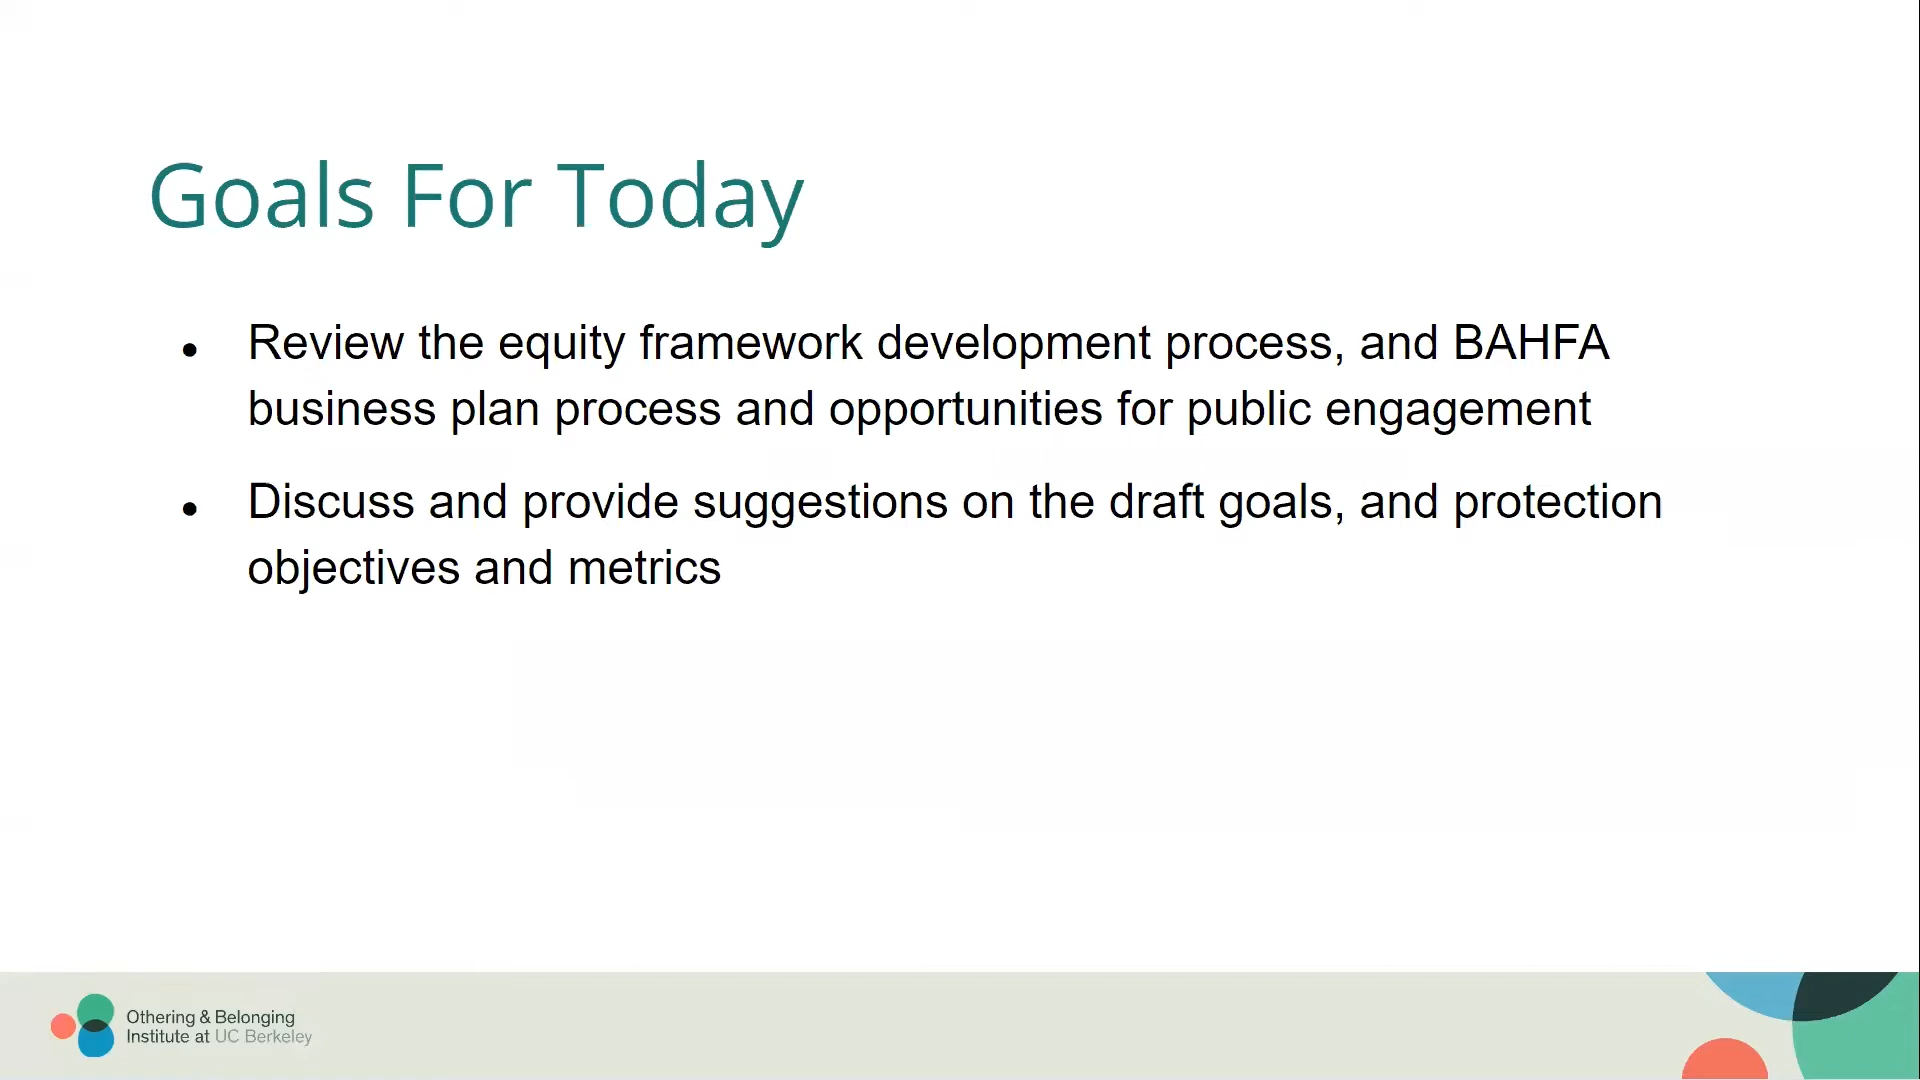 Goals For Today
● Review the equity framework development process, and BAHFA
business plan process and opportunities for public engagement
● Discuss and provide suggestions on the draft goals, and protection
objectives and metrics
Othering & Belonging
Institute at UC Berkeley